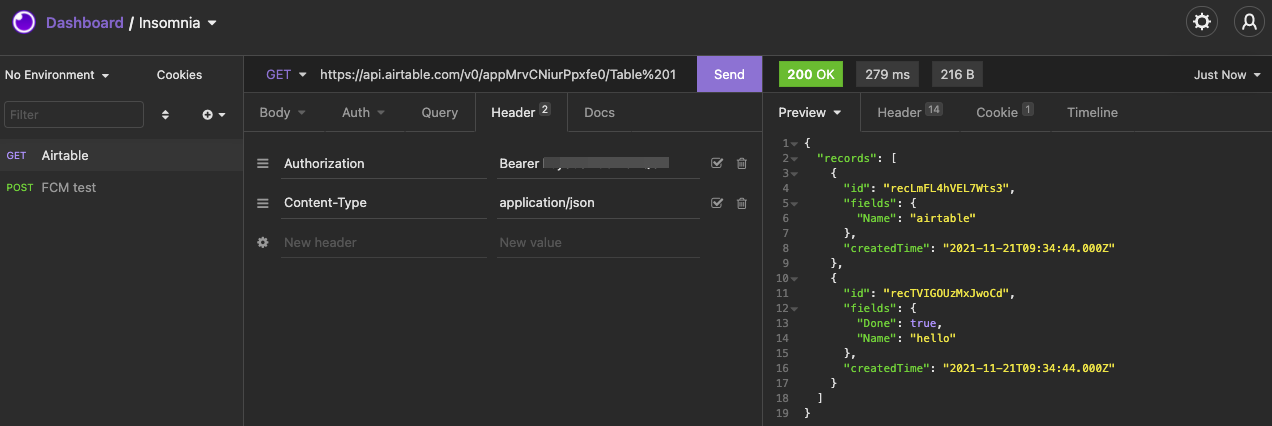 Dashboard / Insomnia
No Environment
Cookies
Filter
GET Airtable
POST FCM test
GET https://api.airtable.com/v0/appMrvCNiurPpxfe0/Table%201 Send
Body Auth Query Header 2 Docs
Authorization Bearer
Content-Type application/json
New header New value
200 OK 279 ms 216 B Just Now
Preview Header 14 Cookie 1 Timeline
1 {
2 "records": [
3 {
4 "id": "recLmFL4hVEL7Wts3",
5 "fields": {
6 "Name": "airtable"
7 },
8 "createdTime": "2021-11-21T09:34:44.000Z"
9 },
10 {
11 "id": "recTVIGOUzMxJwoCd",
12 "fields": {
13 "Done": true,
14 "Name": "hello"
15 },
16 "createdTime": "2021-11-21T09:34:44.000Z"
17 }
18 ]
19 }